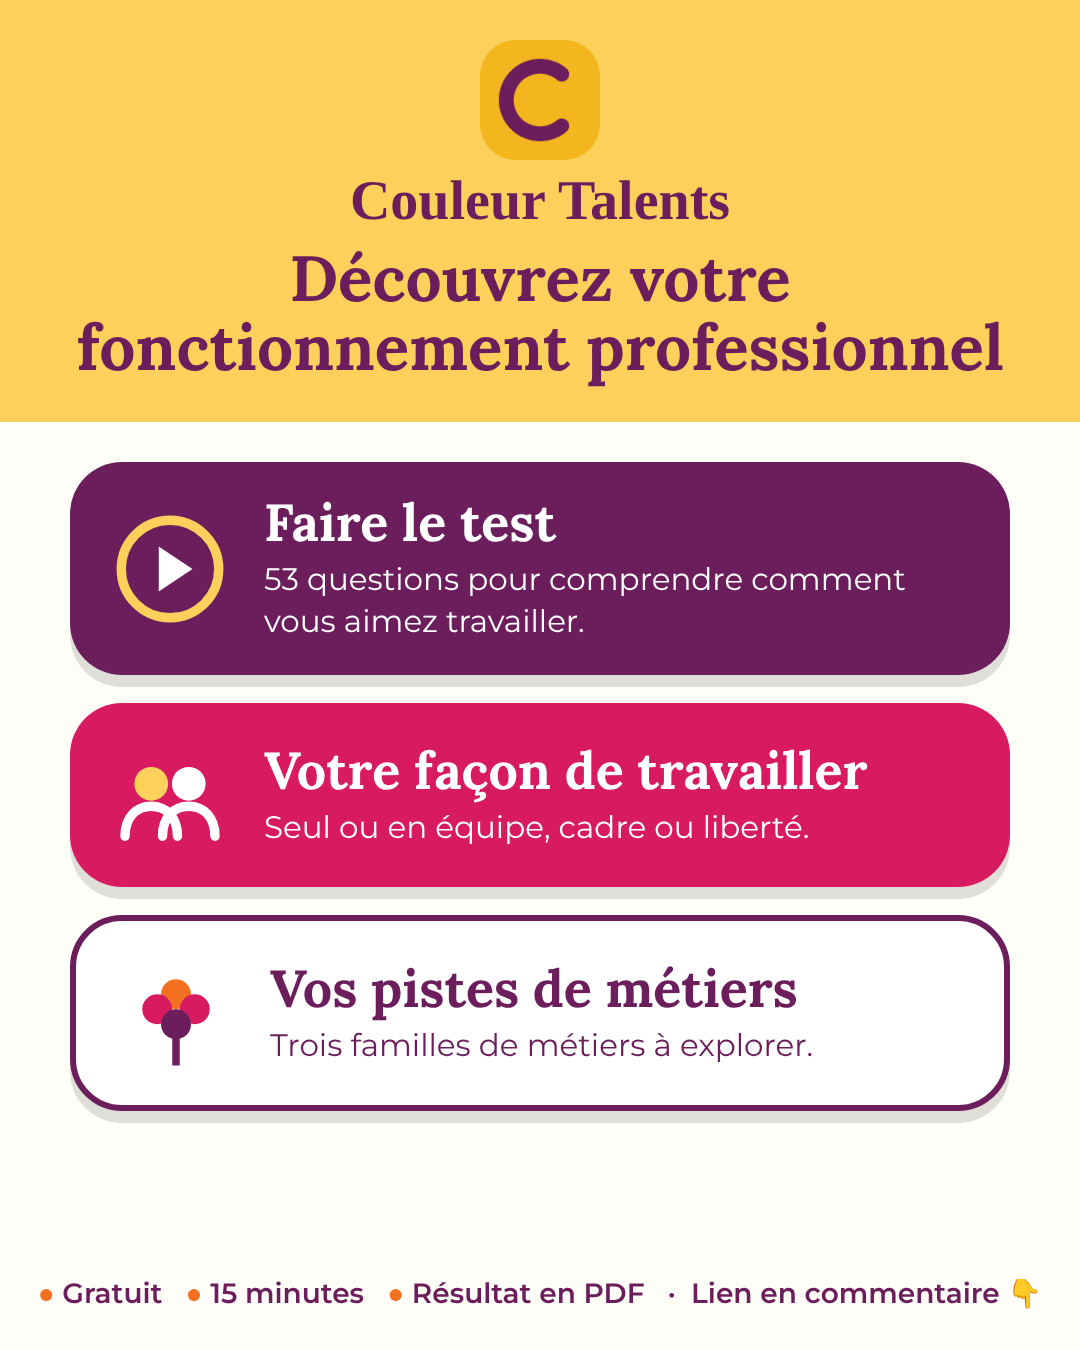 C
Couleur Talents
Découvrez votre
fonctionnement professionnel
Faire le test
53 questions pour comprendre comment
vous aimez travailler.
Votre façon de travailler
Seul ou en équipe, cadre ou liberté.
Vos pistes de métiers
Trois familles de métiers à explorer.
• Gratuit • 15 minutes • Résultat en PDF · Lien en commentaire 👇